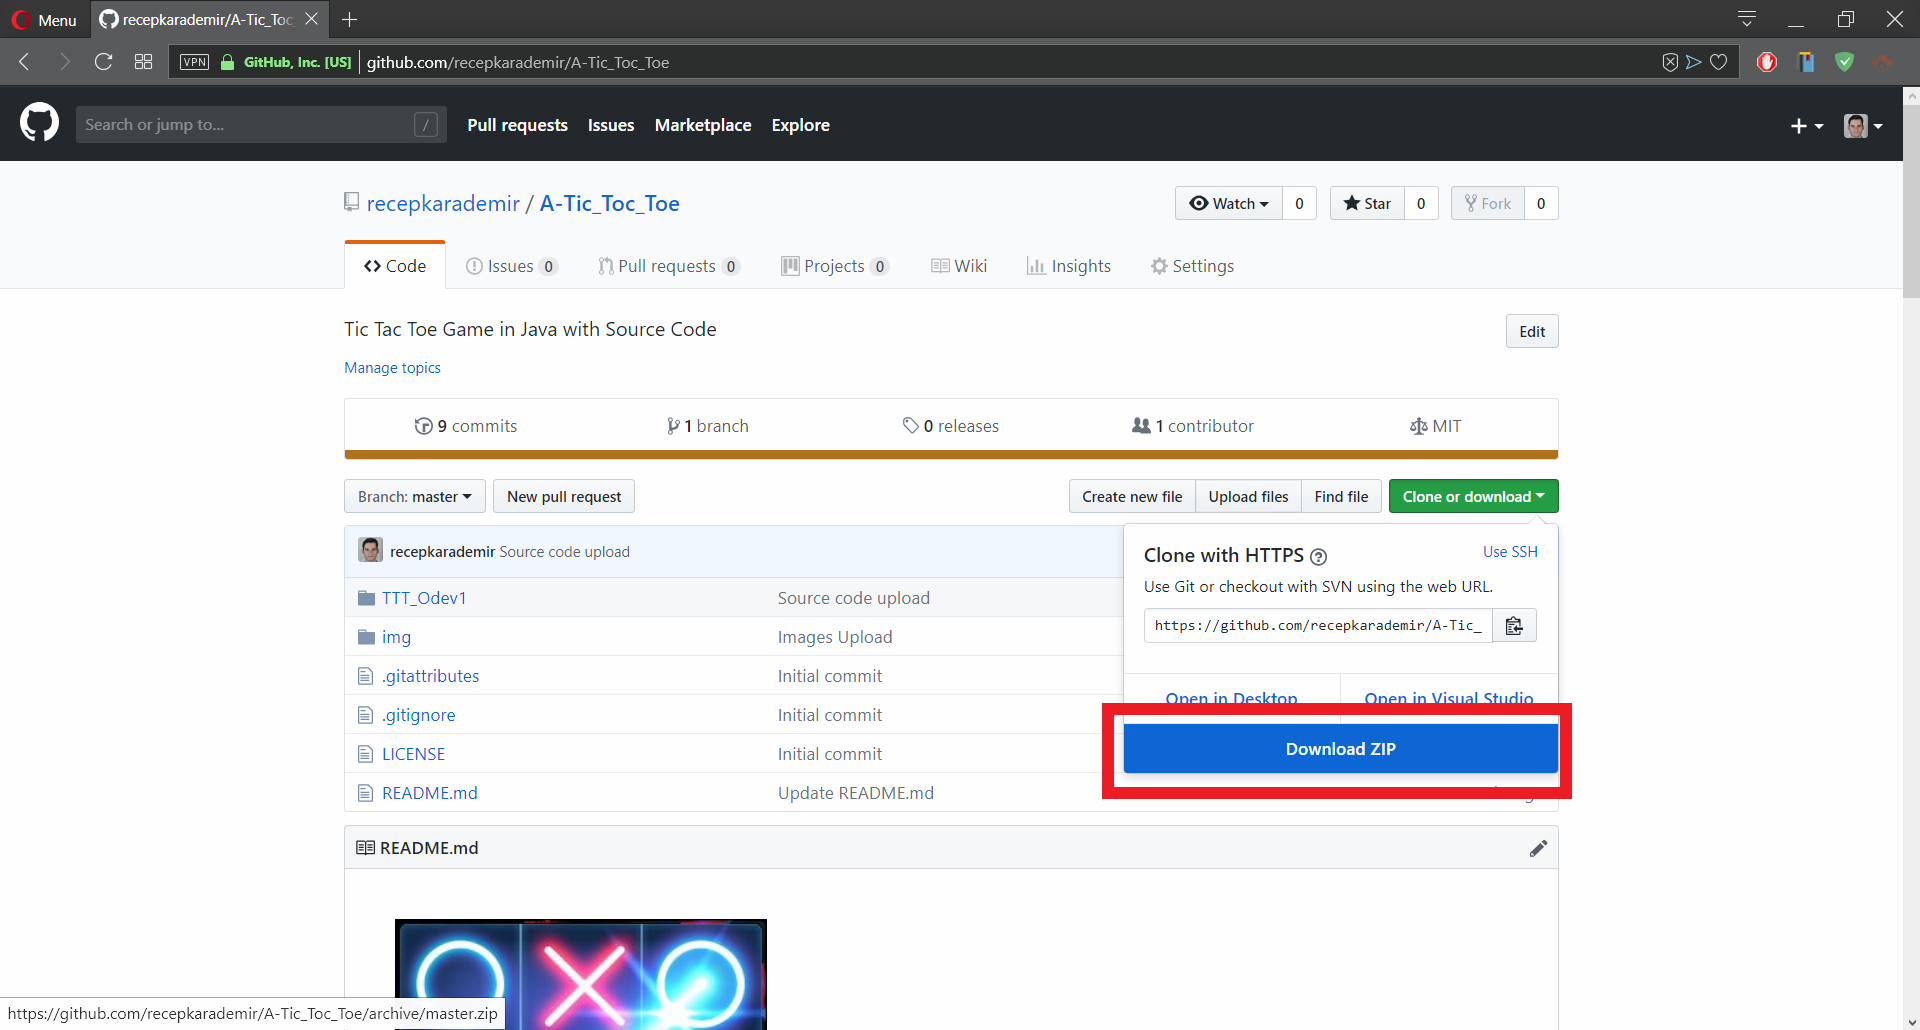 Menu recepkarademir/A-Tic_Toc
VPN GitHub, Inc. [US] github.com/recepkarademir/A-Tic_Toc_Toe
Search or jump to... / Pull requests Issues Marketplace Explore
recepkarademir / A-Tic_Toc_Toe Watch 0 Star 0 Fork 0
Code Issues 0 Pull requests 0 Projects 0 Wiki Insights Settings
Tic Tac Toe Game in Java with Source Code Edit
Manage topics
9 commits 1 branch 0 releases 1 contributor MIT
Branch: master New pull request Create new file Upload files Find file Clone or download
recepkarademir Source code upload
Clone with HTTPS ? Use SSH
Use Git or checkout with SVN using the web URL.
https://github.com/recepkarademir/A-Tic_
Open in Desktop Open in Visual Studio
Download ZIP
TTT_Odev1 Source code upload
img Images Upload
.gitattributes Initial commit
.gitignore Initial commit
LICENSE Initial commit
README.md Update README.md
README.md
https://github.com/recepkarademir/A-Tic_Toc_Toe/archive/master.zip